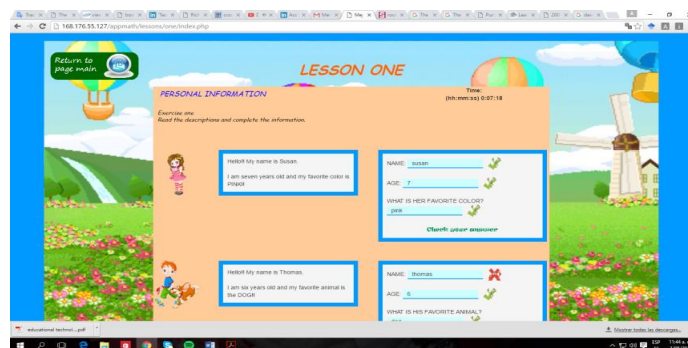 168.176.55.127/appmath/lessons/one/index.php
Return to
page main
LESSON ONE
PERSONAL INFORMATION
Time:
(hh:mm:ss) 0:07:18
Exercise one
Read the descriptions and complete the information.
Hello!! My name is Susan.
I am seven years old and my favorite color is
PINK!!
NAME: susan
AGE: 7
WHAT IS HER FAVORITE COLOR?
pink
Check your answer
Hello!! My name is Thomas.
I am six years old and my favorite animal is
the DOG!!
NAME: thomas
AGE: 6
WHAT IS HIS FAVORITE ANIMAL?
educational technol....pdf
Mostrar todas las descargas...
ESP